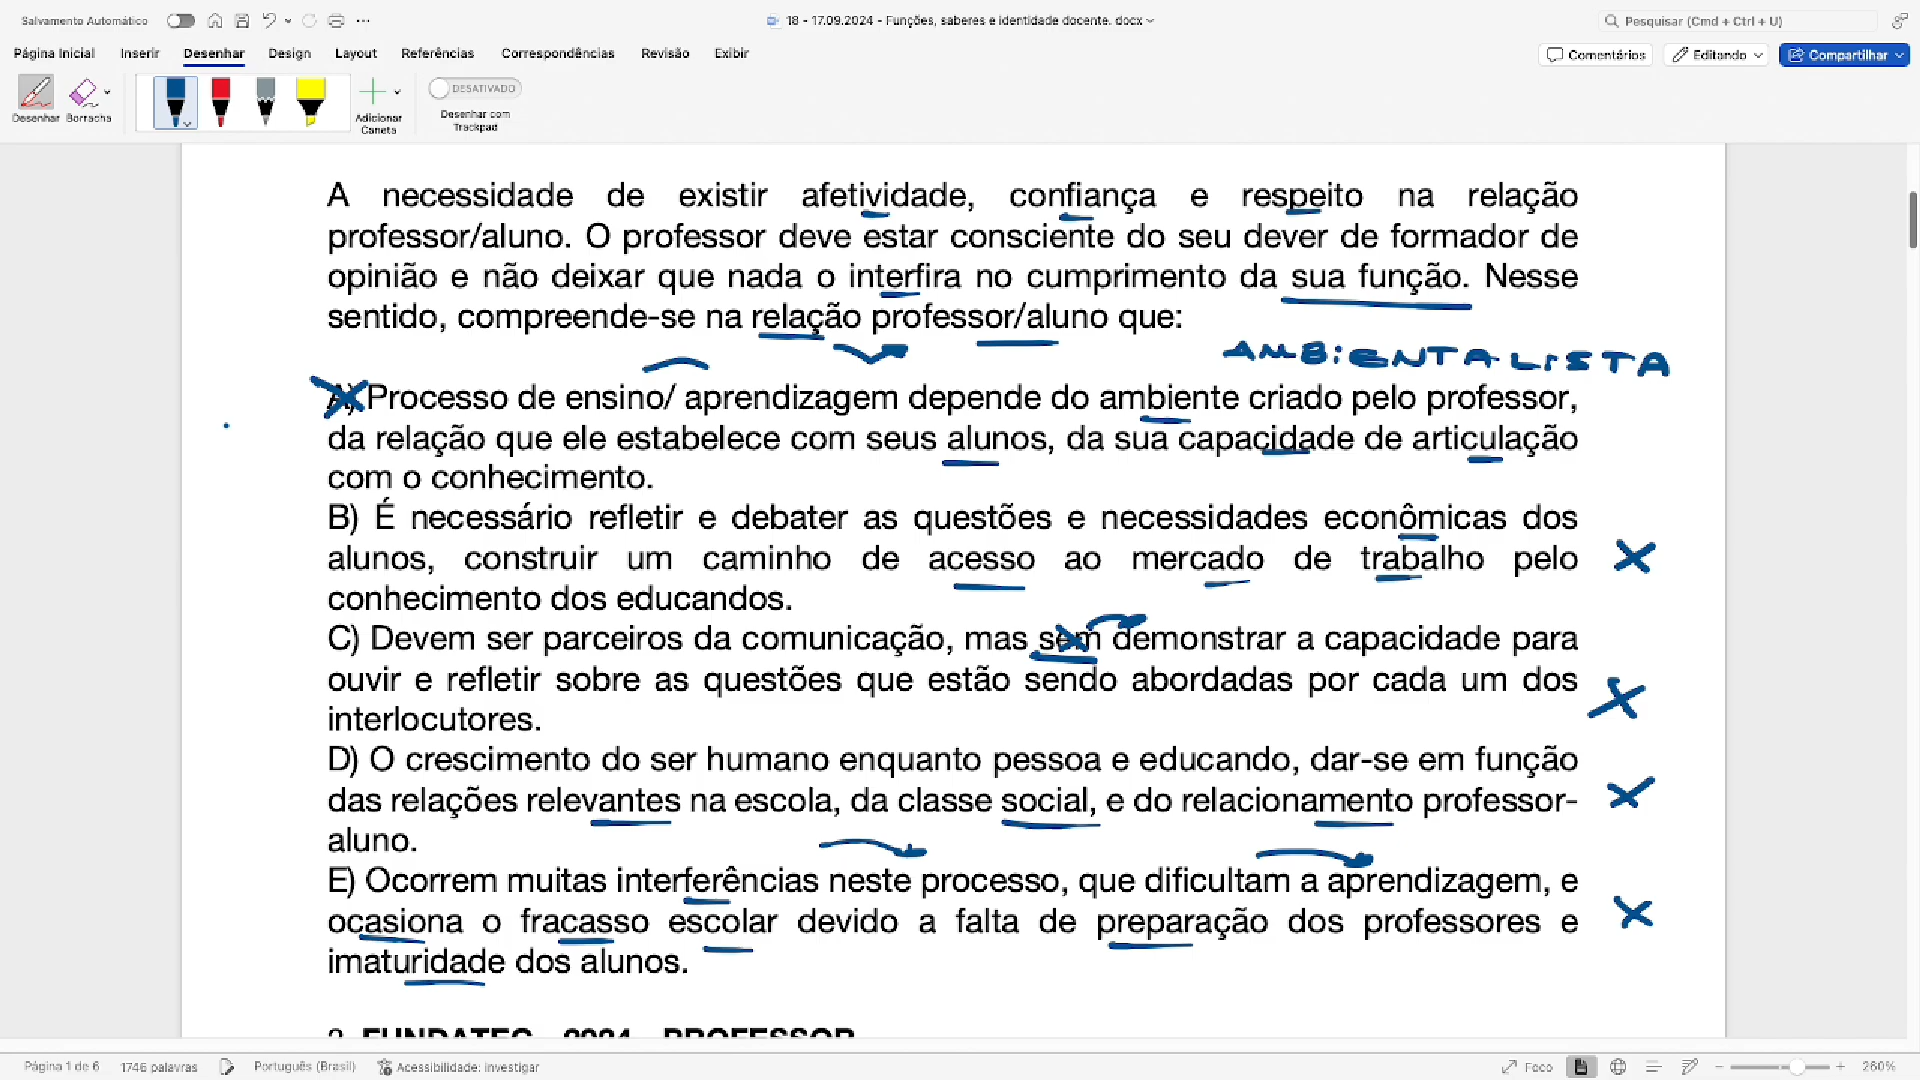 Salvamento Automático
18 - 17.09.2024 - Funções, saberes e identidade docente. docx
Pesquisar (Cmd + Ctrl + U)
Página Inicial Inserir Desenhar Design Layout Referências Correspondências Revisão Exibir
Comentários Editando Compartilhar
Desenhar Borracha Adicionar Caneta DESATIVADO Desenhar com Trackpad
A necessidade de existir afetividade, confiança e respeito na relação
professor/aluno. O professor deve estar consciente do seu dever de formador de
opinião e não deixar que nada o interfira no cumprimento da sua função. Nesse
sentido, compreende-se na relação professor/aluno que:
AMBiENTALISTA
A) Processo de ensino/ aprendizagem depende do ambiente criado pelo professor,
da relação que ele estabelece com seus alunos, da sua capacidade de articulação
com o conhecimento.
B) É necessário refletir e debater as questões e necessidades econômicas dos
alunos, construir um caminho de acesso ao mercado de trabalho pelo
conhecimento dos educandos.
C) Devem ser parceiros da comunicação, mas sem demonstrar a capacidade para
ouvir e refletir sobre as questões que estão sendo abordadas por cada um dos
interlocutores.
D) O crescimento do ser humano enquanto pessoa e educando, dar-se em função
das relações relevantes na escola, da classe social, e do relacionamento professor-
aluno.
E) Ocorrem muitas interferências neste processo, que dificultam a aprendizagem, e
ocasiona o fracasso escolar devido a falta de preparação dos professores e
imaturidade dos alunos.
2. FUNDATEC - 2024 - PROFESSOR
Página 1 de 6 1746 palavras Português (Brasil) Acessibilidade: investigar
Foco 260%